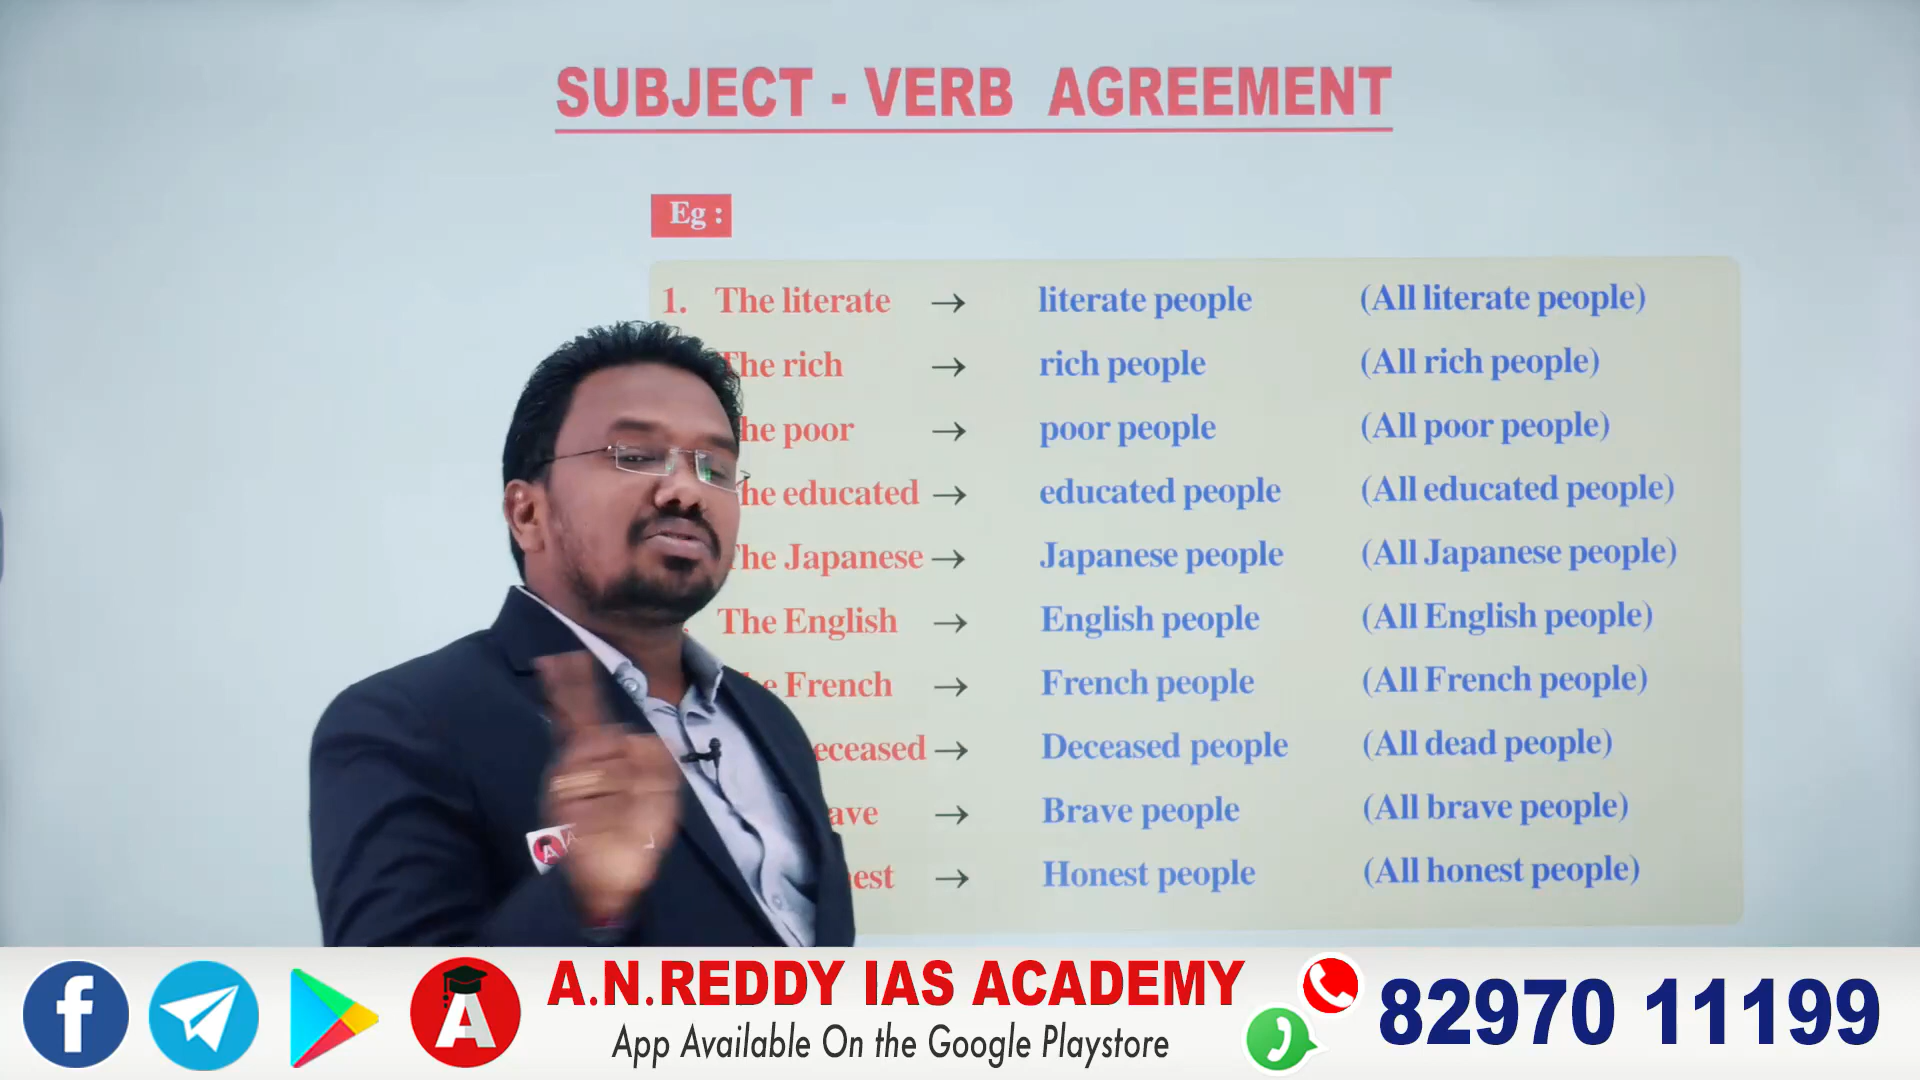 SUBJECT - VERB AGREEMENT
Eg :
1. The literate → literate people (All literate people)
The rich → rich people (All rich people)
he poor → poor people (All poor people)
he educated → educated people (All educated people)
The Japanese → Japanese people (All Japanese people)
The English → English people (All English people)
e French → French people (All French people)
eceased → Deceased people (All dead people)
ave → Brave people (All brave people)
est → Honest people (All honest people)
A.N.REDDY IAS ACADEMY
App Available On the Google Playstore
82970 11199